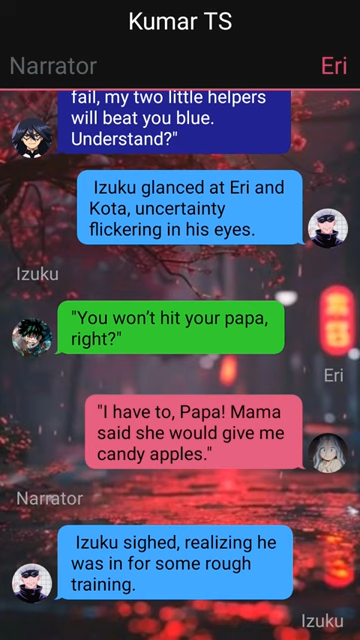 Kumar TS
Narrator
Eri
fail, my two little helpers
will beat you blue.
Understand?"
Izuku glanced at Eri and
Kota, uncertainty
flickering in his eyes.
Izuku
"You won't hit your papa,
right?"
Eri
"I have to, Papa! Mama
said she would give me
candy apples."
Narrator
Izuku sighed, realizing he
was in for some rough
training.
Izuku